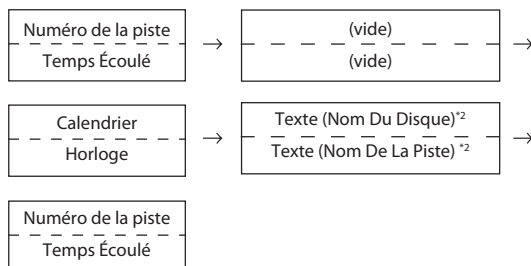 Numéro de la piste
Temps Écoulé
→
(vide)
(vide)
→
Calendrier
Horloge
→
Texte (Nom Du Disque)*2
Texte (Nom De La Piste) *2
→
Numéro de la piste
Temps Écoulé